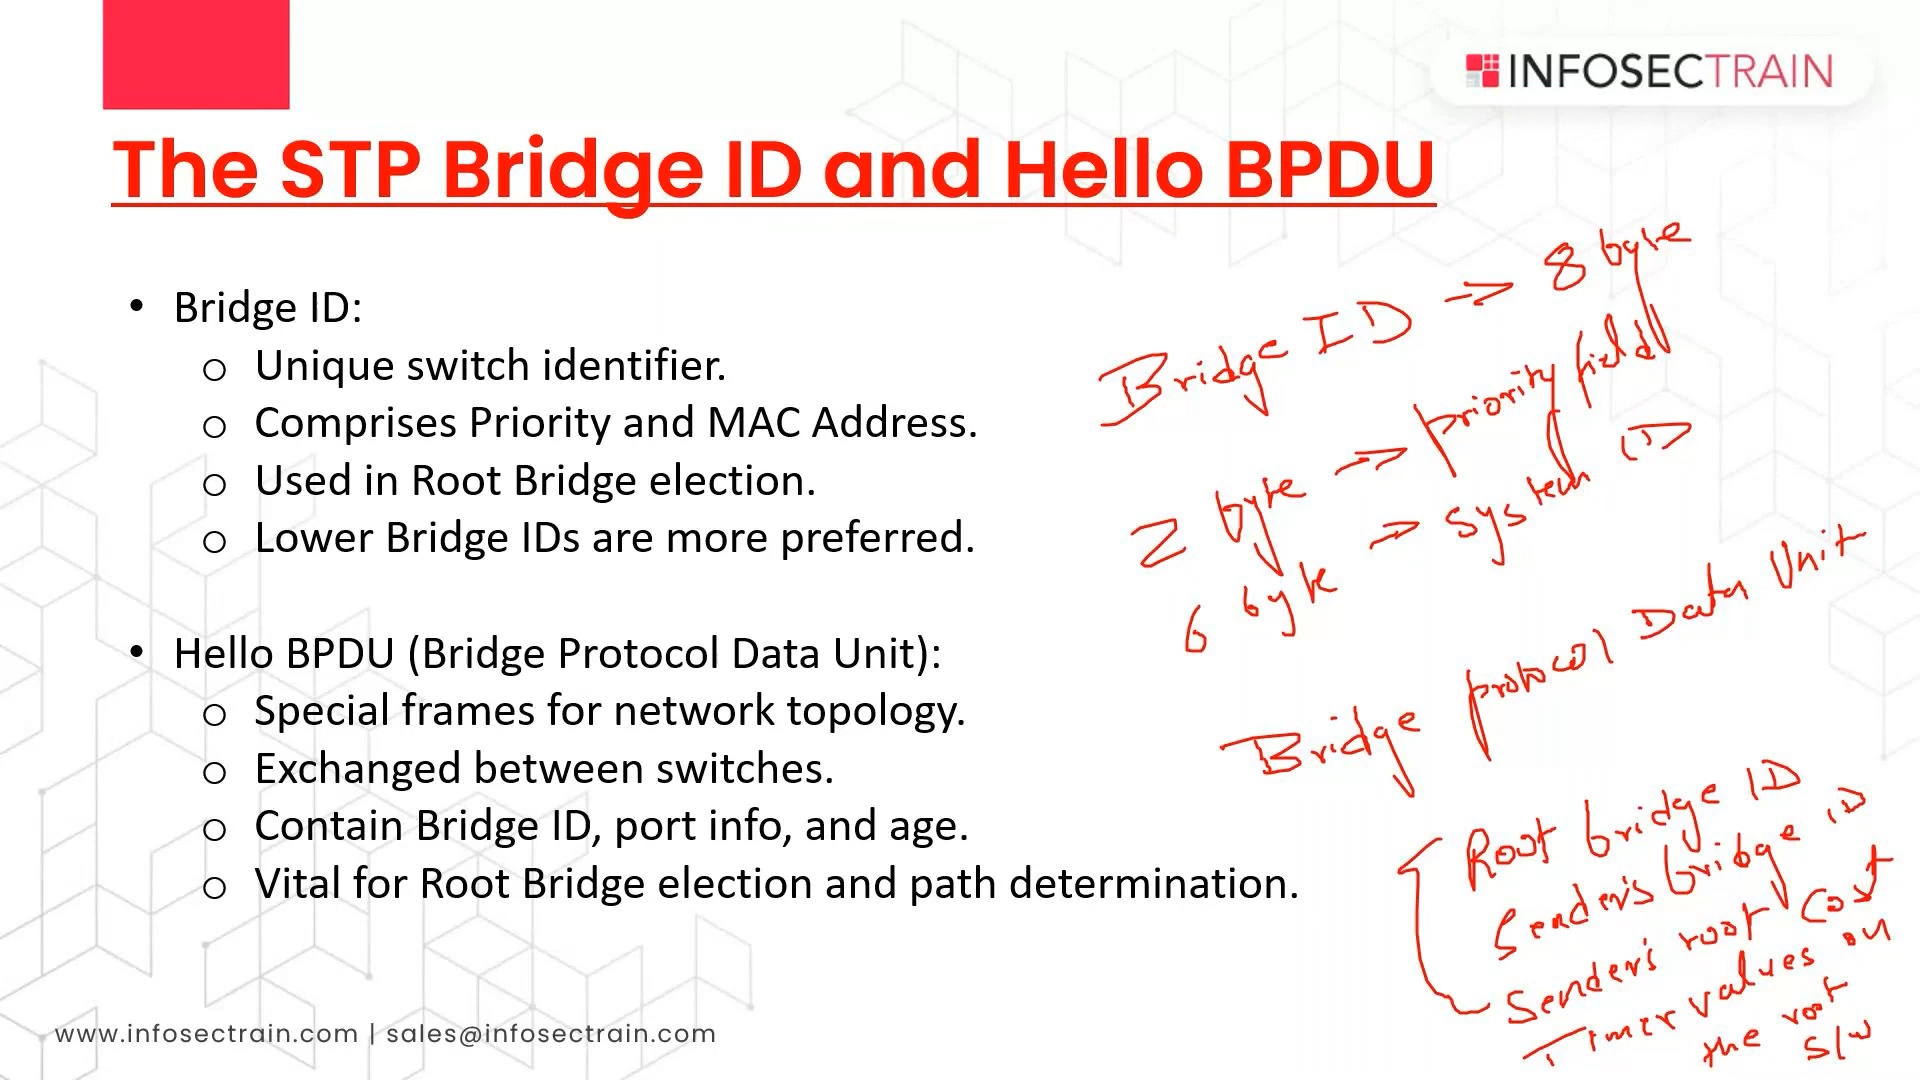 INFOSECTRAIN
The STP Bridge ID and Hello BPDU
• Bridge ID:
o Unique switch identifier.
o Comprises Priority and MAC Address.
o Used in Root Bridge election.
o Lower Bridge IDs are more preferred.
• Hello BPDU (Bridge Protocol Data Unit):
o Special frames for network topology.
o Exchanged between switches.
o Contain Bridge ID, port info, and age.
o Vital for Root Bridge election and path determination.
Bridge ID → 8 byte
2 byte → priority field
6 byte → system ID
Bridge protocol Data Unit
Root bridge ID
Sender's bridge ID
Sender's root cost
Timer values on
the root
S/w
www.infosectrain.com | sales@infosectrain.com